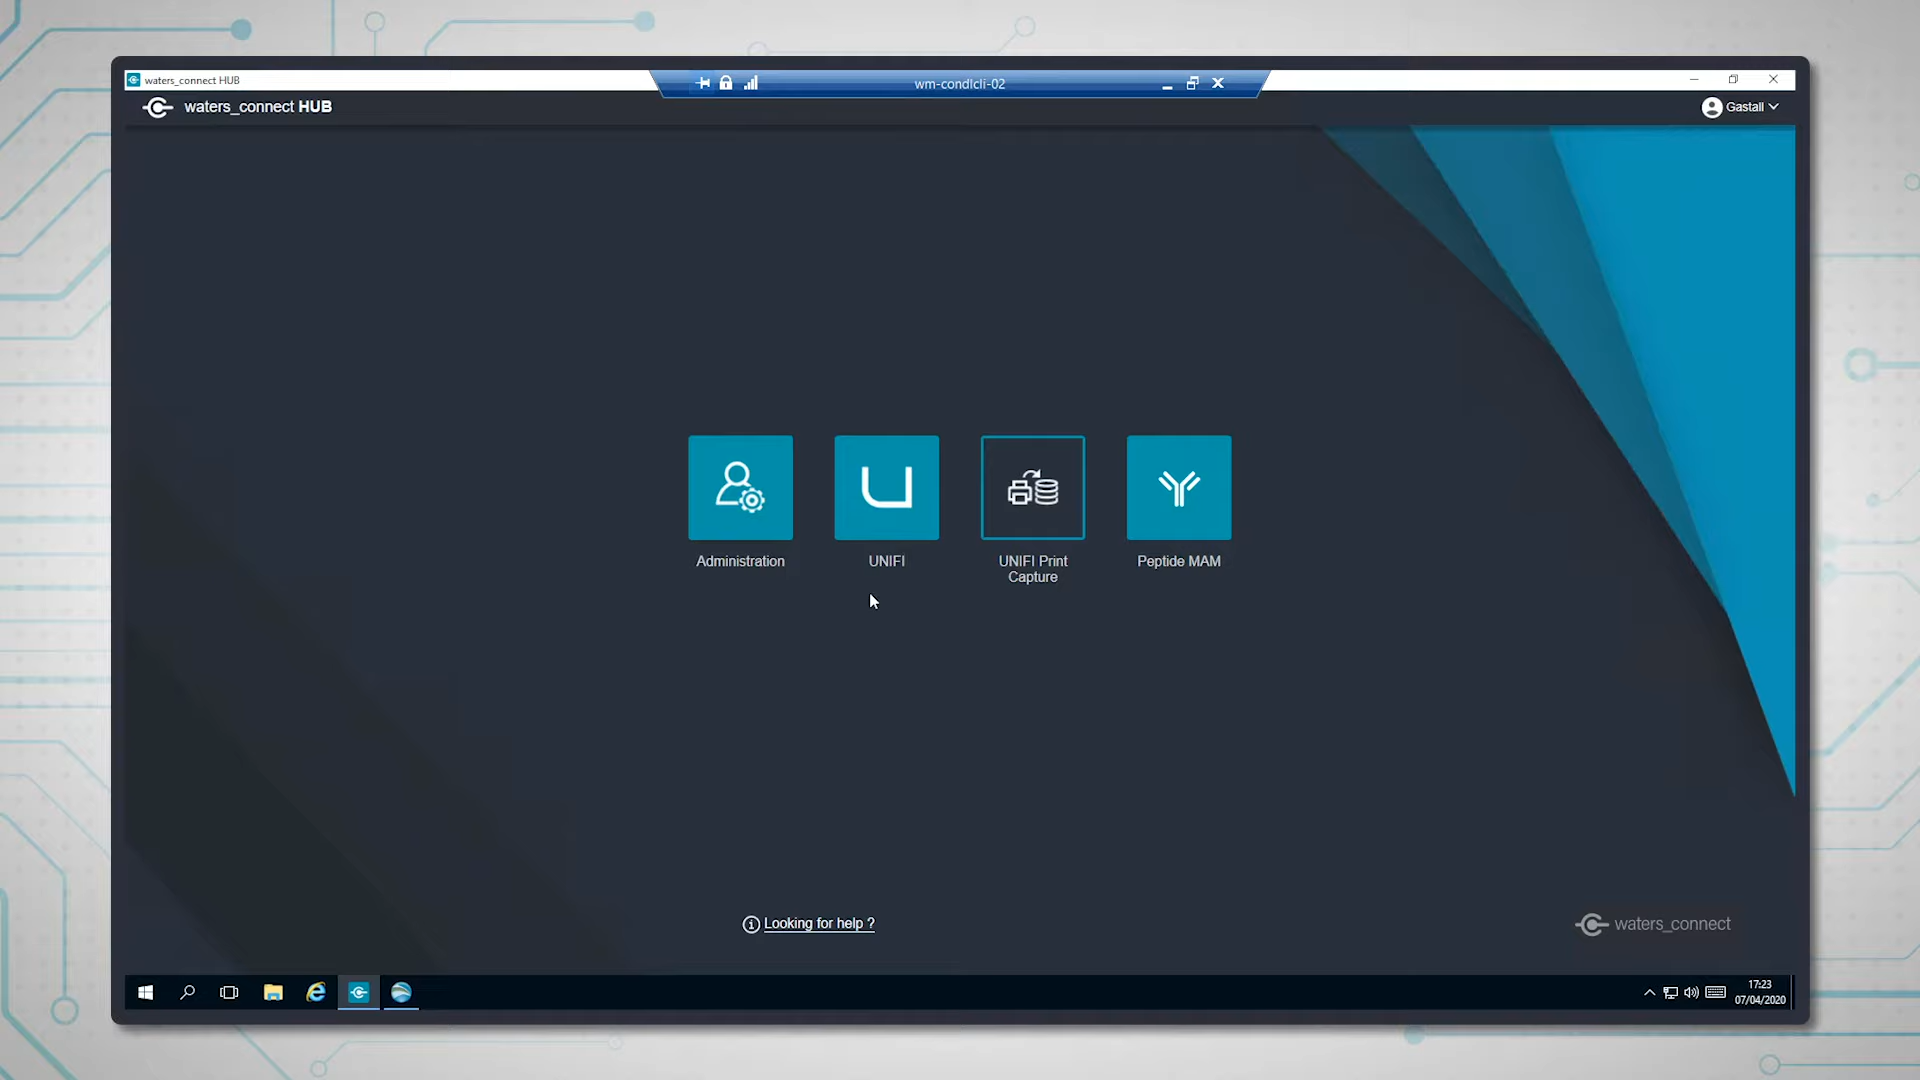 waters_connect HUB
wm-condlcli-02
waters_connect HUB
Gastall
Administration
UNIFI
UNIFI Print
Capture
Peptide MAM
Looking for help ?
waters_connect
17:23
07/04/2020